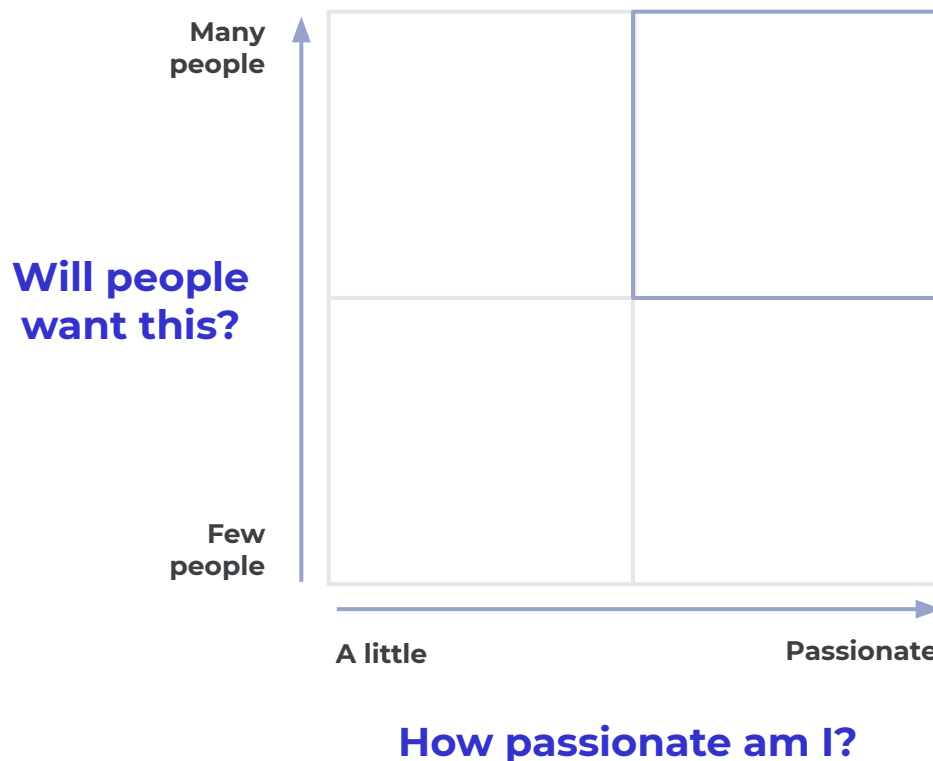 Many
people
Will people
want this?
Few
people
A little
Passionate
How passionate am I?